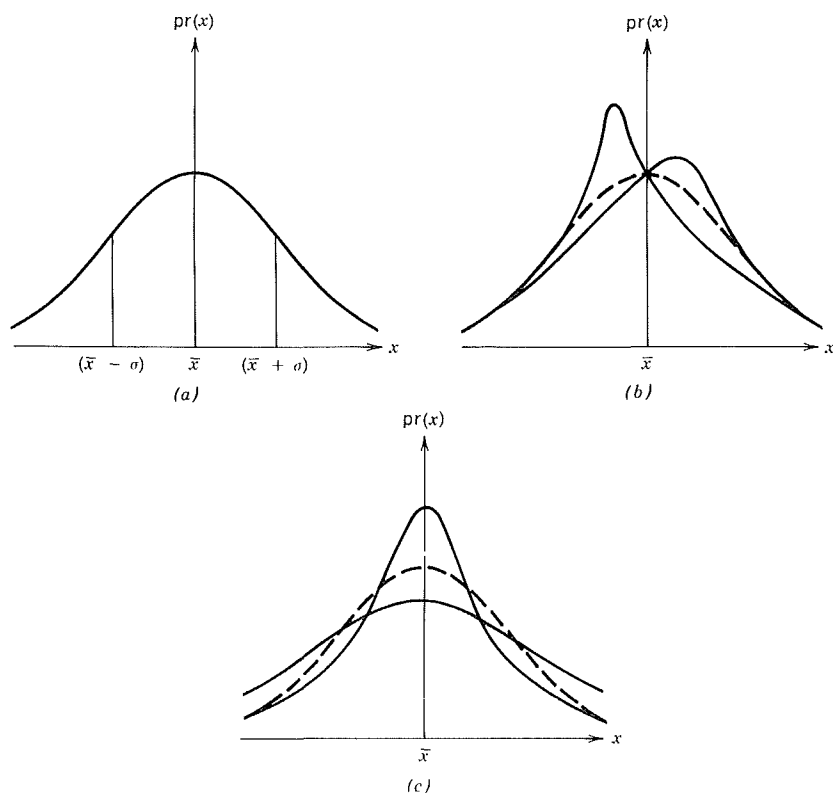 pr(x)
x
(x̄ − σ) x̄ (x̄ + σ)
(a)
pr(x)
x
x̄
(b)
pr(x)
x
x̄
(c)